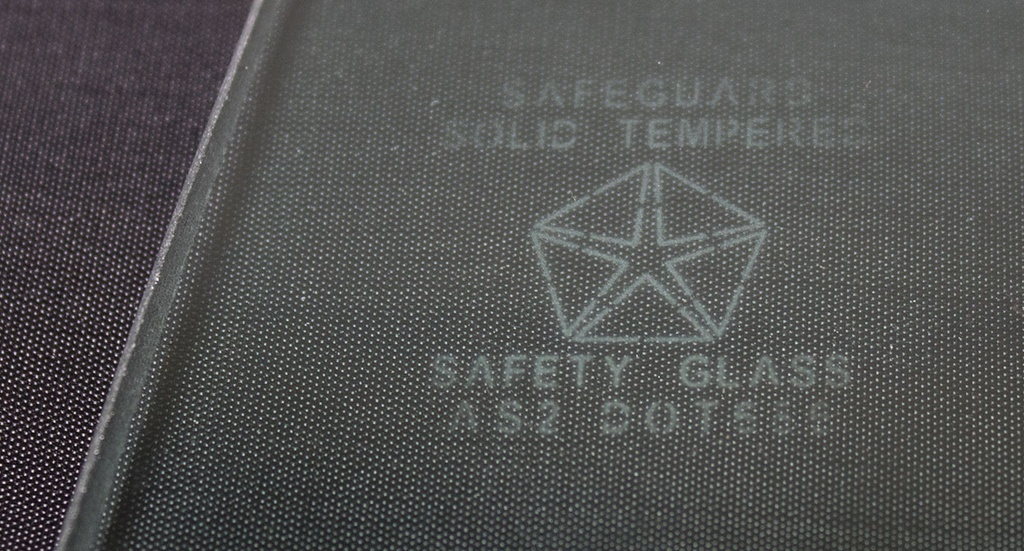 SAFEGUARD
SOLID TEMPERED
SAFETY GLASS
AS2